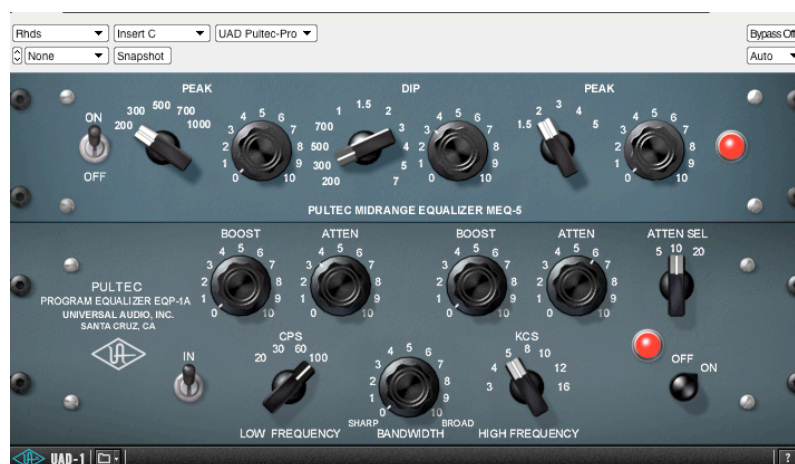 Rhds Insert C UAD Pultec-Pro
None Snapshot Auto
PEAK DIP PEAK
ON
OFF
200 300 500 700 1000
0 1 2 3 4 5 6 7 8 9 10
200 300 500 700 1 1.5 2 3 4 5 7
0 1 2 3 4 5 6 7 8 9 10
1.5 2 3 4 5
0 1 2 3 4 5 6 7 8 9 10
PULTEC MIDRANGE EQUALIZER MEQ-5
BOOST ATTEN BOOST ATTEN ATTEN SEL
0 1 2 3 4 5 6 7 8 9 10
0 1 2 3 4 5 6 7 8 9 10
0 1 2 3 4 5 6 7 8 9 10
0 1 2 3 4 5 6 7 8 9 10
5 10 20
PULTEC
PROGRAM EQUALIZER EQP-1A
UNIVERSAL AUDIO, INC.
SANTA CRUZ, CA
UA
IN
CPS
20 30 60 100
LOW FREQUENCY
0 1 2 3 4 5 6 7 8 9 10
SHARP BROAD
BANDWIDTH
KCS
3 4 5 8 10 12 16
HIGH FREQUENCY
OFF ON
UAD-1 ?